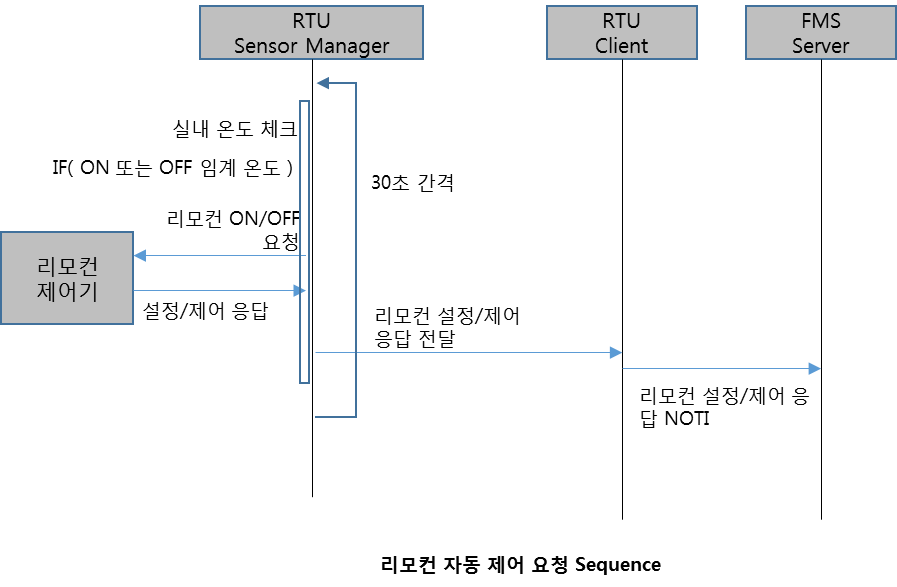 RTU
Sensor Manager
RTU
Client
FMS
Server
실내 온도 체크
IF( ON 또는 OFF 임계 온도 )
30초 간격
리모컨 ON/OFF
요청
리모컨
제어기
설정/제어 응답
리모컨 설정/제어
응답 전달
리모컨 설정/제어 응
답 NOTI
리모컨 자동 제어 요청 Sequence